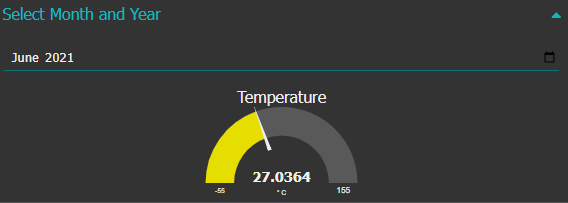 Select Month and Year
June 2021
Temperature
27.0364
-55 ° C 155